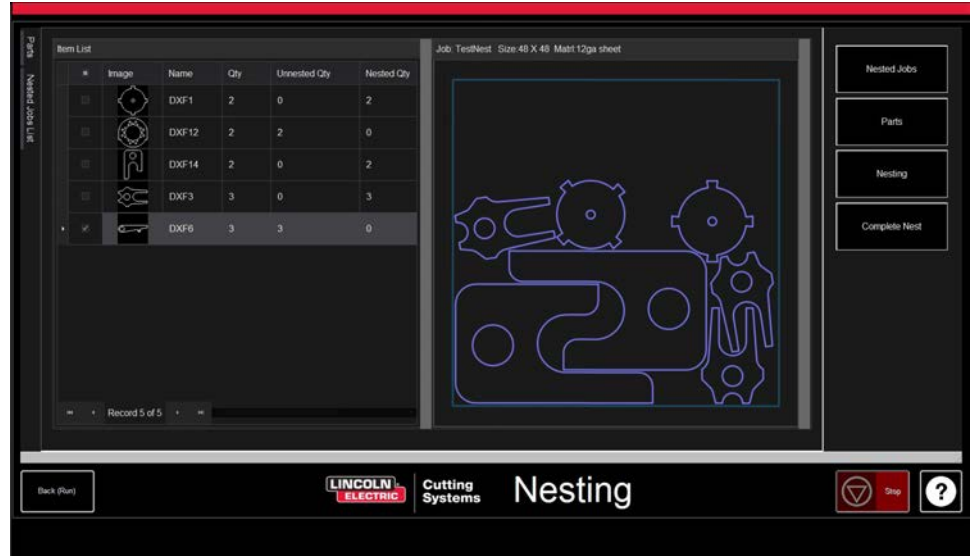 Parts
Nested Jobs List
Item List
Image Name Qty Unnested Qty Nested Qty
DXF1 2 0 2
DXF12 2 2 0
DXF14 2 0 2
DXF3 3 0 3
DXF6 3 3 0
Record 5 of 5
Job: TestNest Size:48 X 48 Matrl:12ga sheet
Nested Jobs
Parts
Nesting
Complete Nest
Back (Run)
LINCOLN
ELECTRIC
Cutting
Systems
Nesting
Stop
?